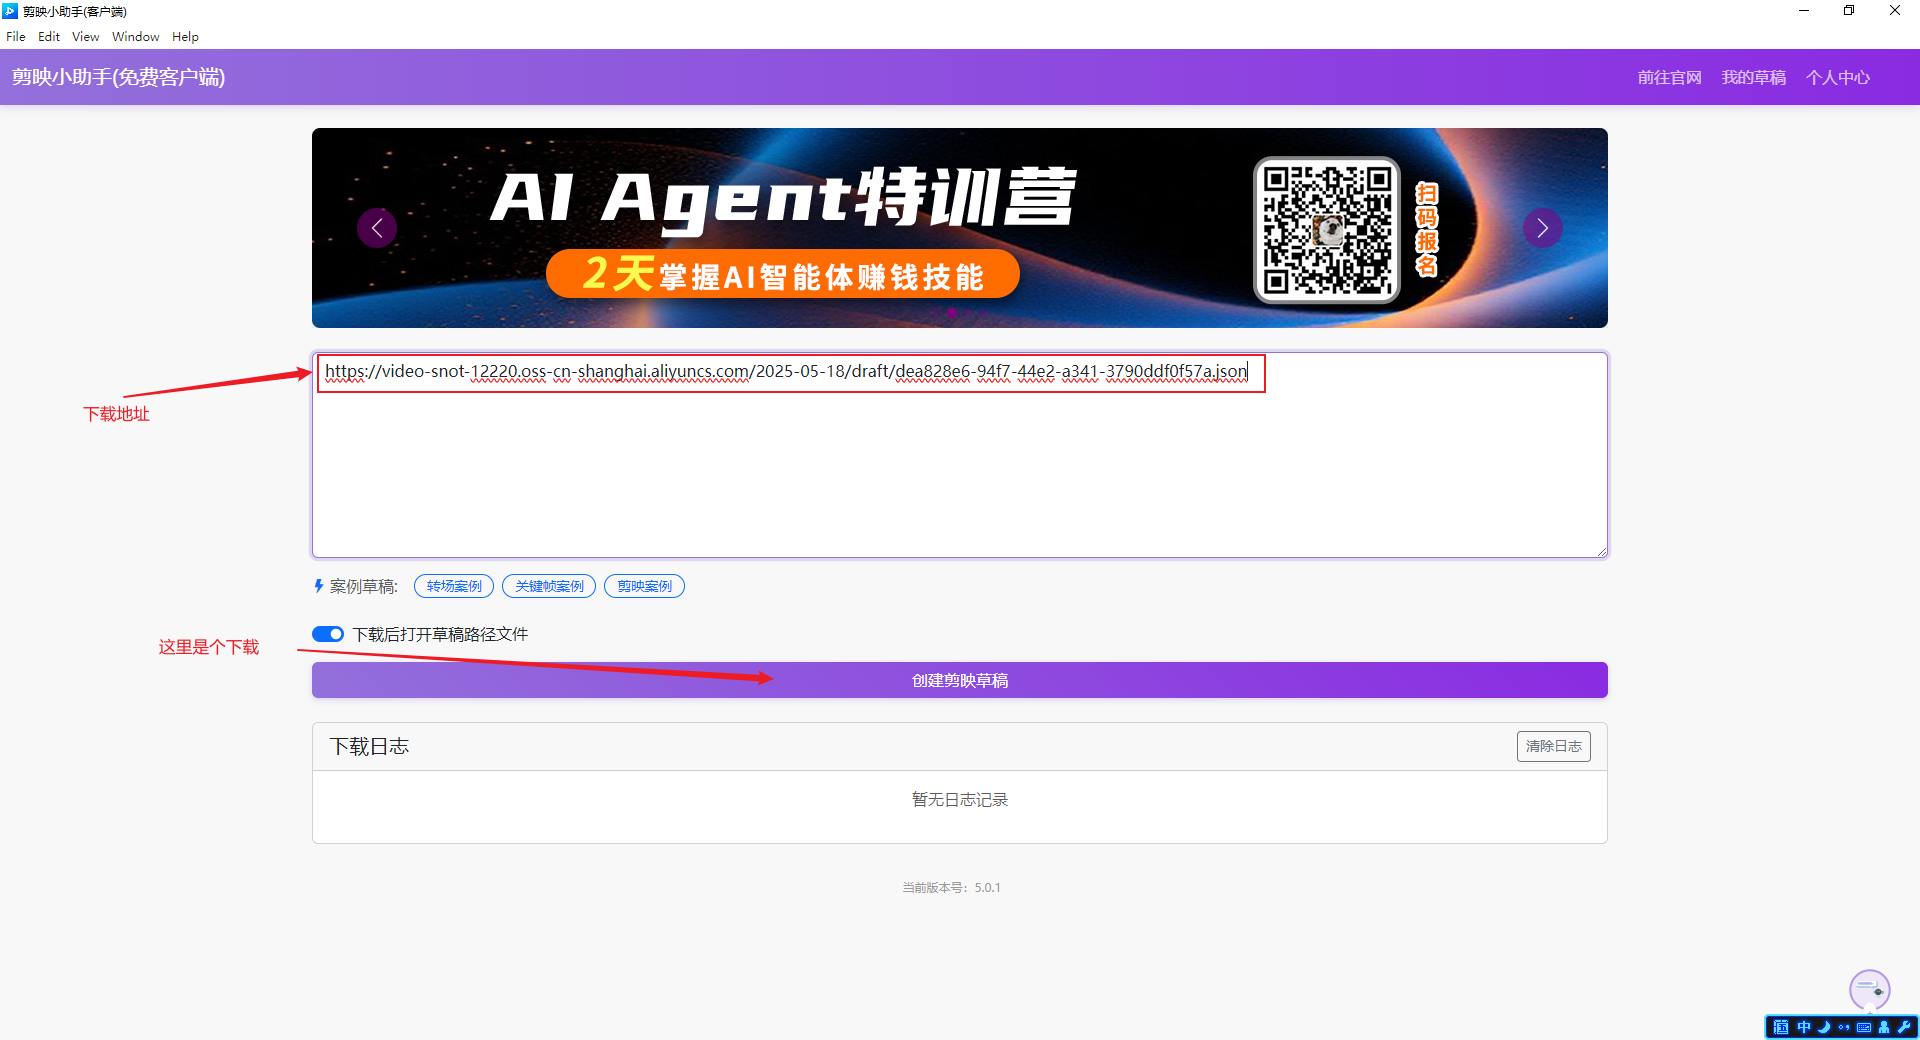 剪映小助手(客户端)
File Edit View Window Help
剪映小助手(免费客户端)
前往官网 我的草稿 个人中心
AI Agent特训营
2天掌握AI智能体赚钱技能
扫码报名
https://video-snot-12220.oss-cn-shanghai.aliyuncs.com/2025-05-18/draft/dea828e6-94f7-44e2-a341-3790ddf0f57a.json
下载地址
案例草稿: 转场案例 关键帧案例 剪映案例
下载后打开草稿路径文件
这里是个下载
创建剪映草稿
下载日志
清除日志
暂无日志记录
当前版本号：5.0.1
中